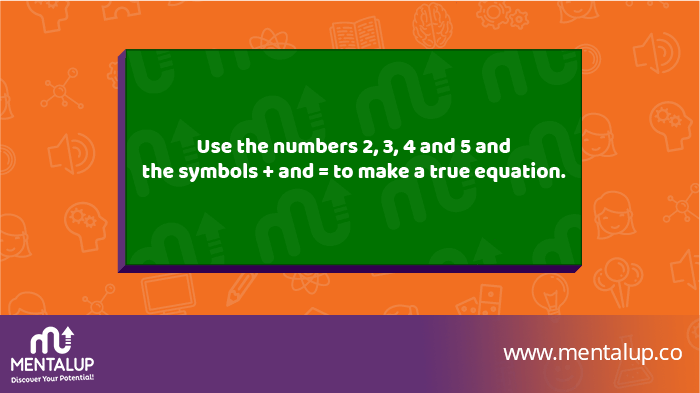 Use the numbers 2, 3, 4 and 5 and
the symbols + and = to make a true equation.
MENTALUP
Discover Your Potential!
www.mentalup.co